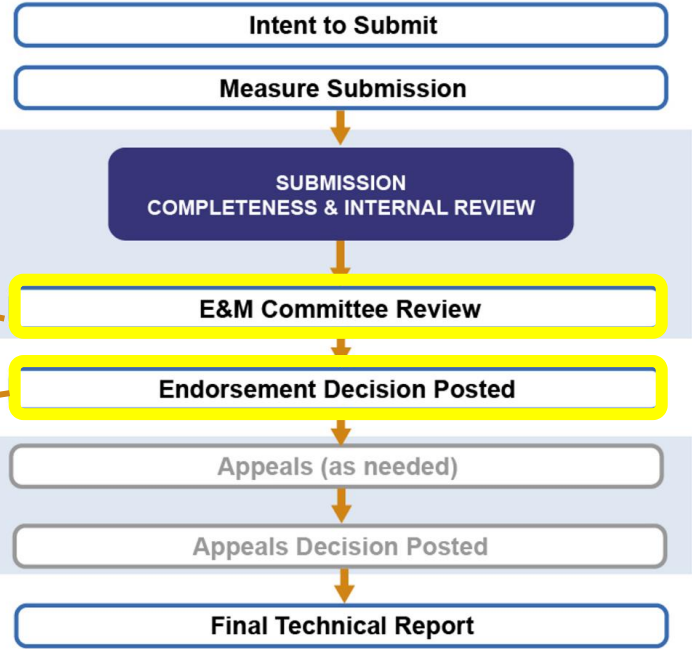 Intent to Submit
Measure Submission
SUBMISSION
COMPLETENESS & INTERNAL REVIEW
E&M Committee Review
Endorsement Decision Posted
Appeals (as needed)
Appeals Decision Posted
Final Technical Report